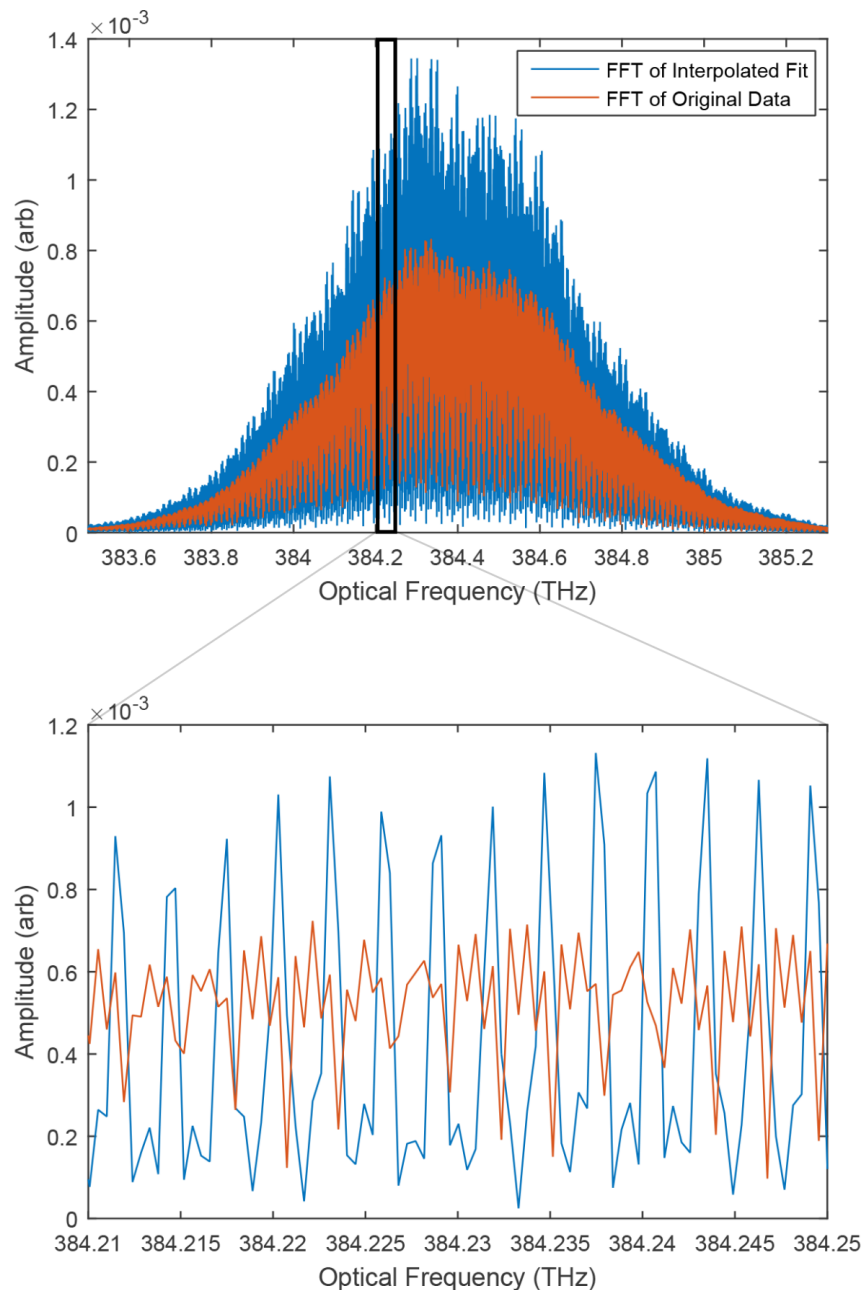 ×10⁻³
1.4
1.2
1
0.8
0.6
0.4
0.2
0
Amplitude (arb)
FFT of Interpolated Fit
FFT of Original Data
383.6 383.8 384 384.2 384.4 384.6 384.8 385 385.2
Optical Frequency (THz)
×10⁻³
1.2
1
0.8
0.6
0.4
0.2
0
Amplitude (arb)
384.21 384.215 384.22 384.225 384.23 384.235 384.24 384.245 384.25
Optical Frequency (THz)